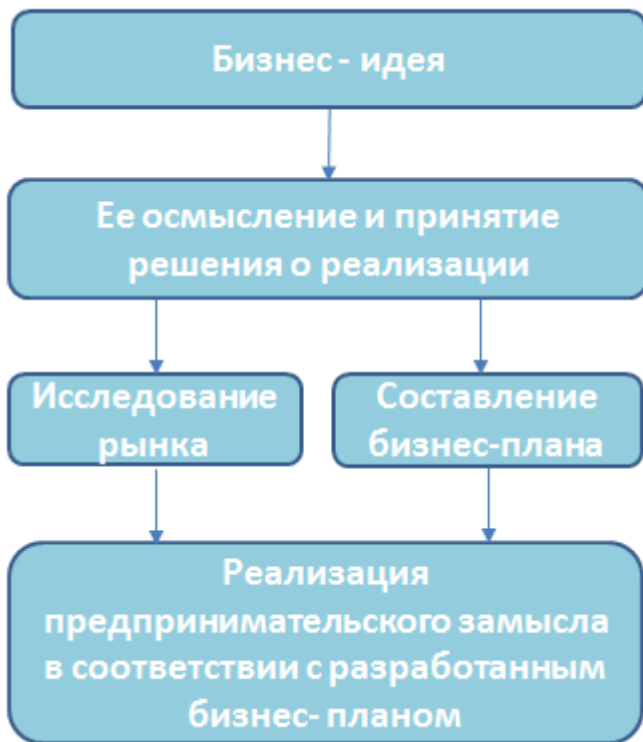 Бизнес - идея
Ее осмысление и принятие
решения о реализации
Исследование
рынка
Составление
бизнес-плана
Реализация
предпринимательского замысла
в соответствии с разработанным
бизнес- планом